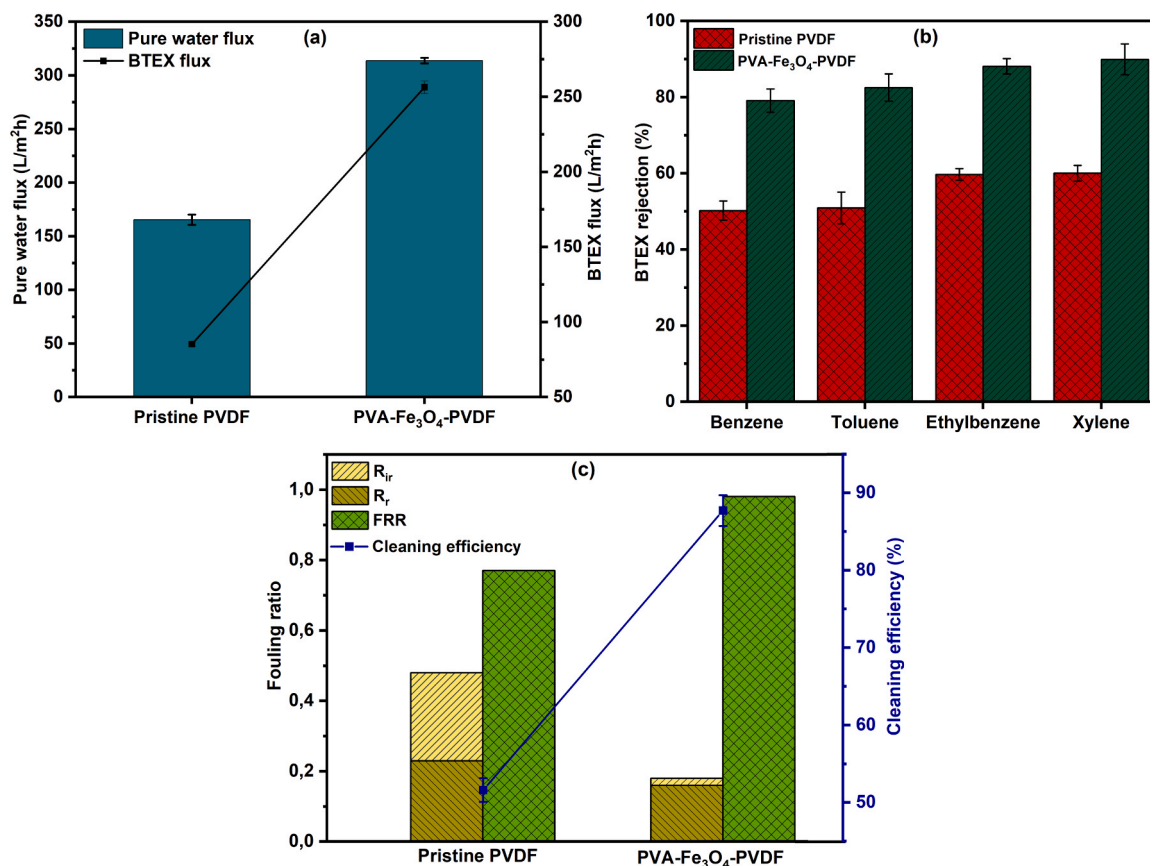 (a)
Pure water flux
BTEX flux
Pure water flux (L/m²h)
350
300
250
200
150
100
50
0
BTEX flux (L/m²h)
300
250
200
150
100
50
Pristine PVDF
PVA-Fe₃O₄-PVDF
(b)
Pristine PVDF
PVA-Fe₃O₄-PVDF
BTEX rejection (%)
100
80
60
40
20
0
Benzene
Toluene
Ethylbenzene
Xylene
(c)
Rᵢᵣ
Rᵣ
FRR
Cleaning efficiency
Fouling ratio
1,0
0,8
0,6
0,4
0,2
0,0
Cleaning efficiency (%)
90
80
70
60
50
Pristine PVDF
PVA-Fe₃O₄-PVDF